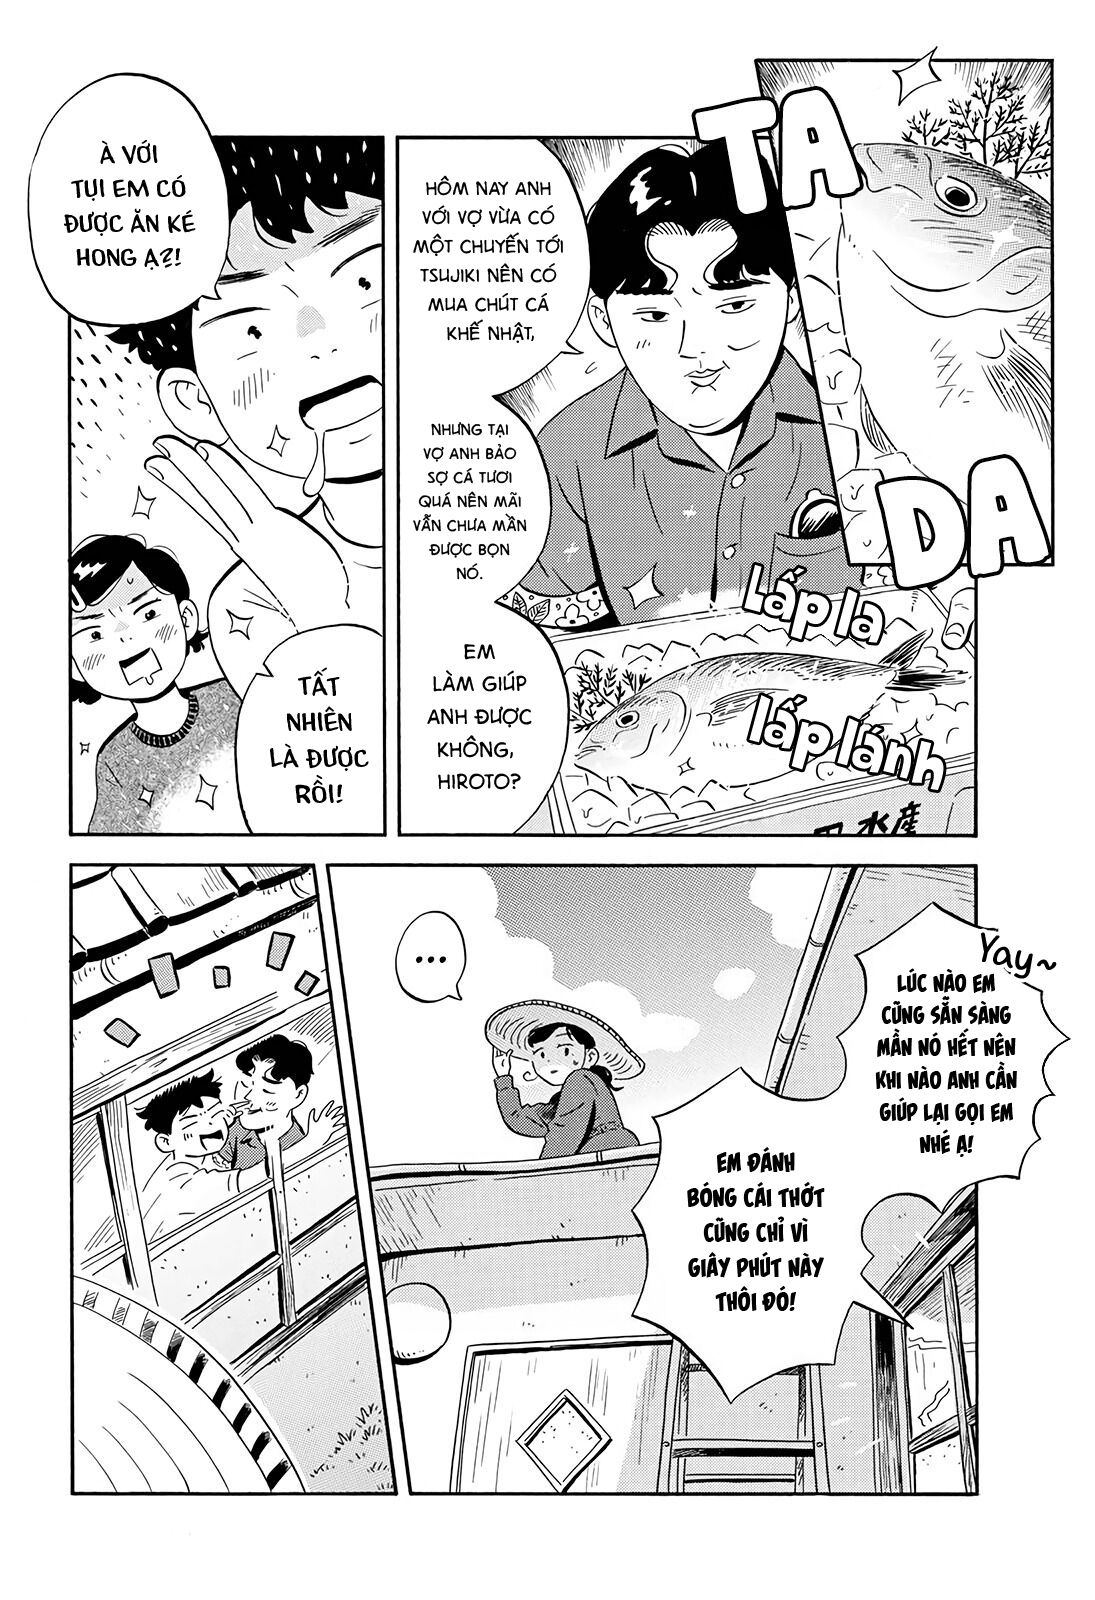 TA
DA
HÔM NAY ANH
VỚI VỢ VỪA CÓ
MỘT CHUYẾN TỚI
TSUJIKI NÊN CÓ
MUA CHÚT CÁ
KHẾ NHẬT,
NHƯNG TẠI
VỢ ANH BẢO
SỢ CÁ TƯƠI
QUÁ NÊN MÃI
VẪN CHƯA MẦN
ĐƯỢC BỌN
NÓ.
EM
LÀM GIÚP
ANH ĐƯỢC
KHÔNG,
HIROTO?
lấp la
lấp lánh
水産
À VỚI
TỤI EM CÓ
ĐƯỢC ĂN KÉ
HONG Ạ?!
TẤT
NHIÊN
LÀ ĐƯỢC
RỒI!
Yay~
LÚC NÀO EM
CŨNG SẴN SÀNG
MẦN NÓ HẾT NÊN
KHI NÀO ANH CẦN
GIÚP LẠI GỌI EM
NHÉ Ạ!
EM ĐÁNH
BÓNG CÁI THỚT
CŨNG CHỈ VÌ
GIÂY PHÚT NÀY
THÔI ĐÓ!
...